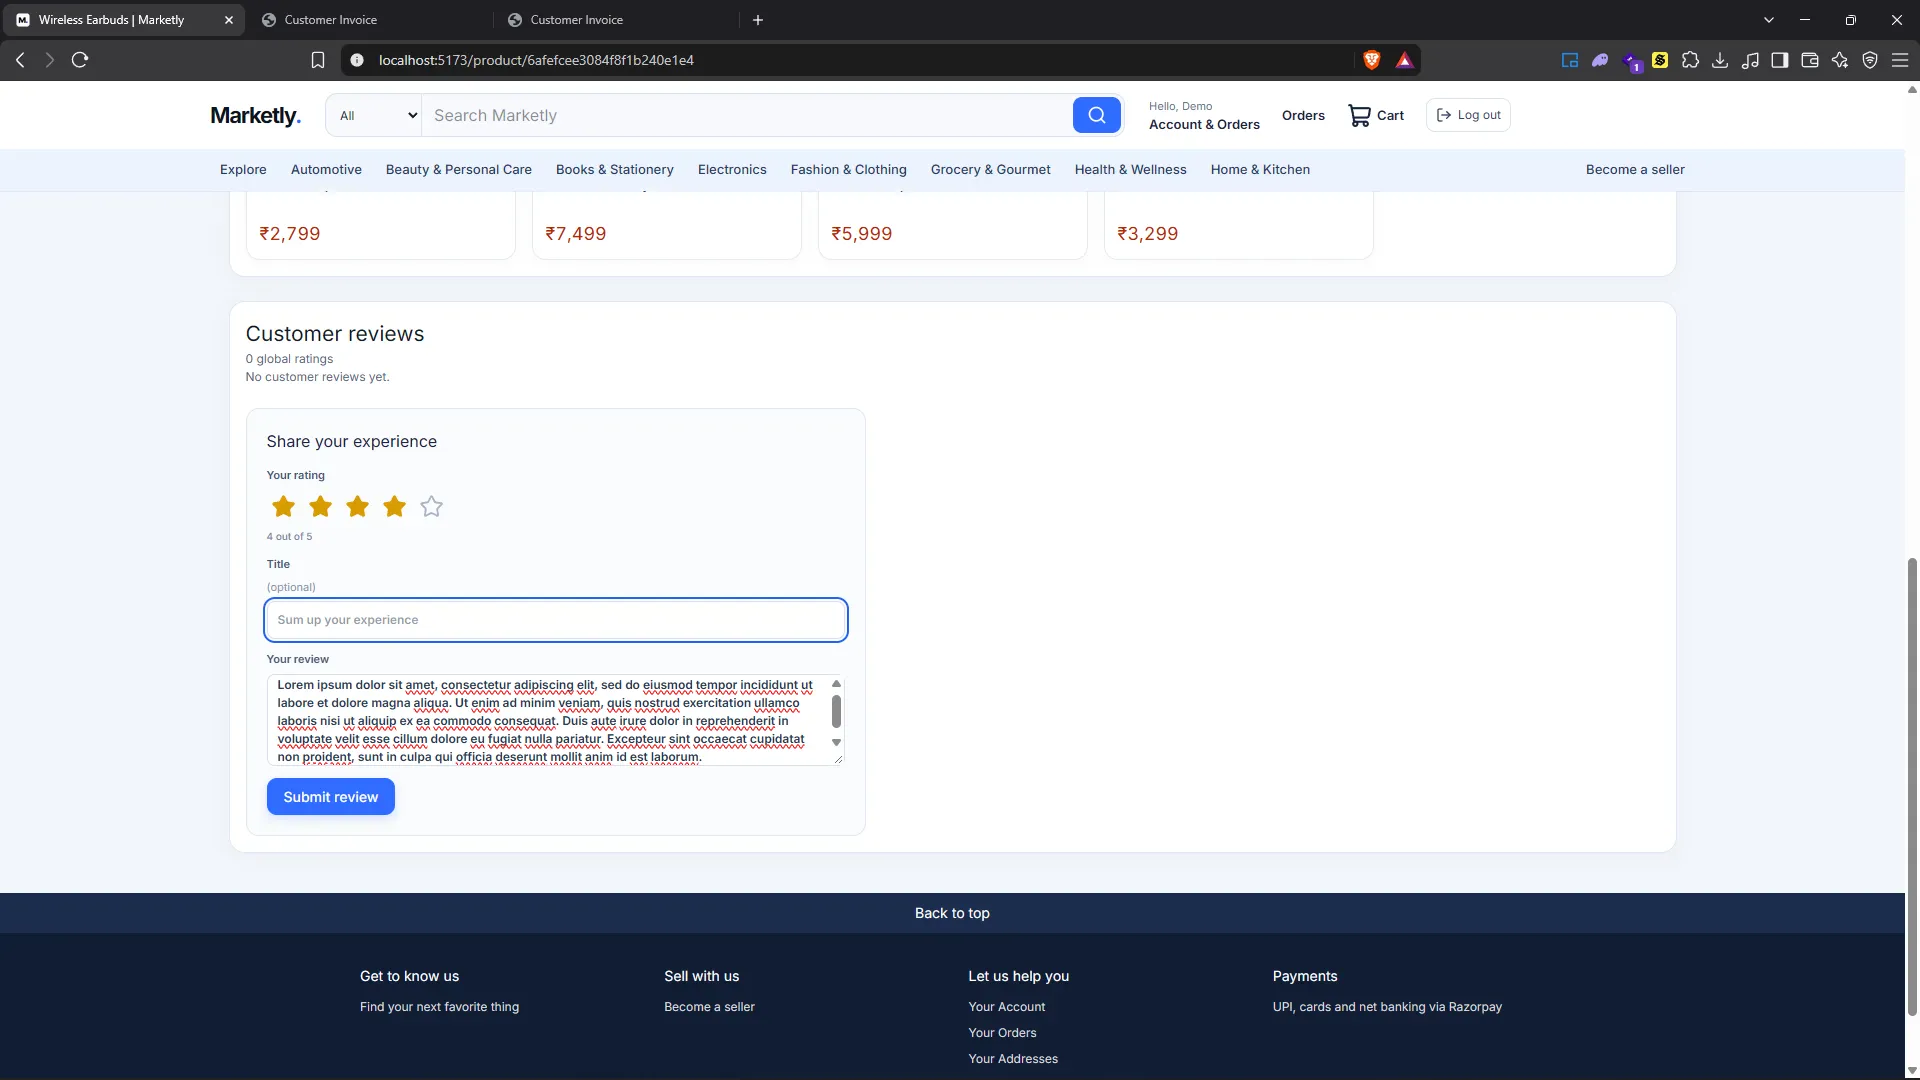 Wireless Earbuds | Marketly
Customer Invoice
Customer Invoice
localhost:5173/product/6afefcee3084f8f1b240e1e4
1
Marketly.
All
Search Marketly
Hello, Demo
Account & Orders
Orders
Cart
Log out
Explore
Automotive
Beauty & Personal Care
Books & Stationery
Electronics
Fashion & Clothing
Grocery & Gourmet
Health & Wellness
Home & Kitchen
Become a seller
₹2,799
₹7,499
₹5,999
₹3,299
Customer reviews
0 global ratings
No customer reviews yet.
Share your experience
Your rating
4 out of 5
Title
(optional)
Sum up your experience
Your review
Lorem ipsum dolor sit amet, consectetur adipiscing elit, sed do eiusmod tempor incididunt ut
labore et dolore magna aliqua. Ut enim ad minim veniam, quis nostrud exercitation ullamco
laboris nisi ut aliquip ex ea commodo consequat. Duis aute irure dolor in reprehenderit in
voluptate velit esse cillum dolore eu fugiat nulla pariatur. Excepteur sint occaecat cupidatat
non proident, sunt in culpa qui officia deserunt mollit anim id est laborum.
Submit review
Back to top
Get to know us
Find your next favorite thing
Sell with us
Become a seller
Let us help you
Your Account
Your Orders
Your Addresses
Payments
UPI, cards and net banking via Razorpay